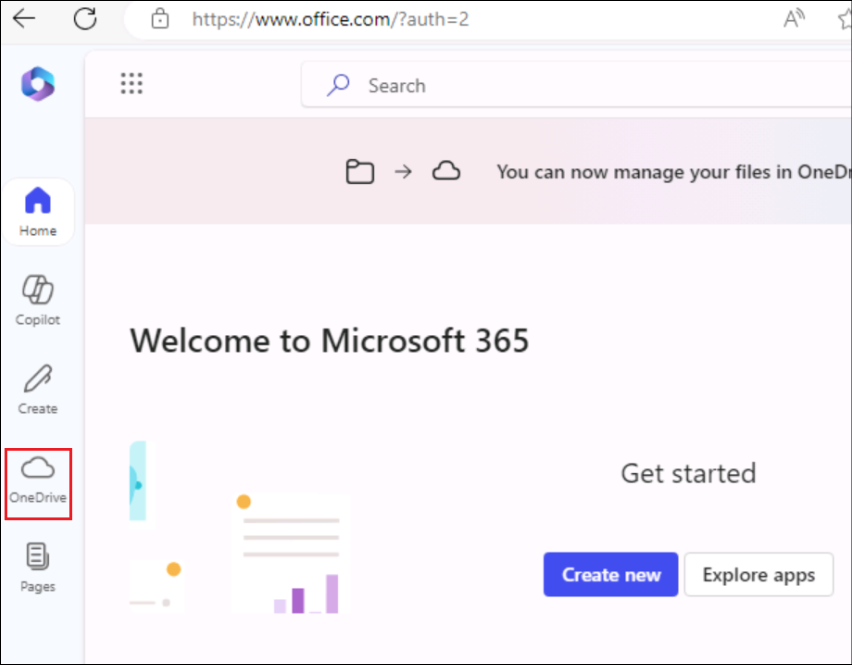 https://www.office.com/?auth=2
Search
You can now manage your files in OneDr
Home
Copilot
Welcome to Microsoft 365
Create
Get started
OneDrive
Create new
Explore apps
Pages